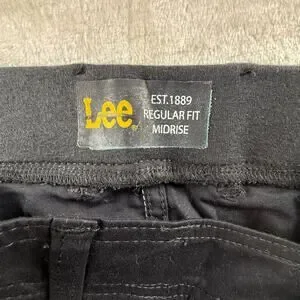 Lee
EST.1889
REGULAR FIT
MIDRISE